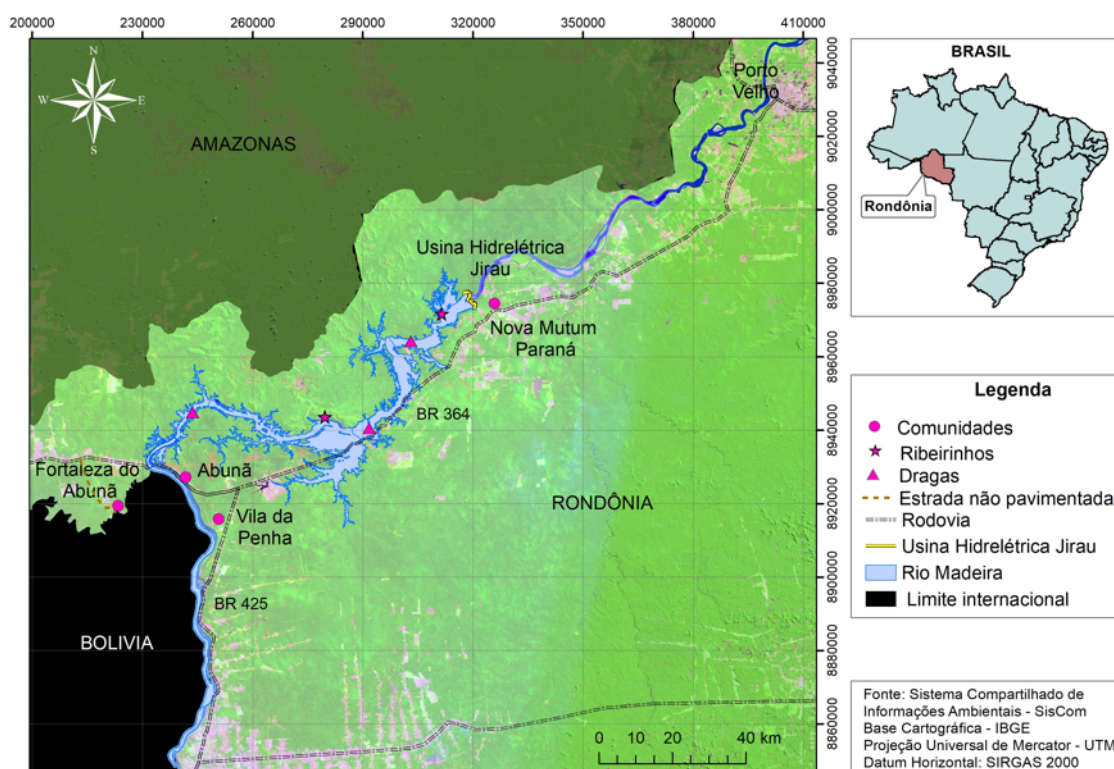 200000 230000 260000 290000 320000 350000 380000 410000
N
W E
S
AMAZONAS
Porto
Velho
Usina Hidrelétrica
Jirau
Nova Mutum
Paraná
BR 364
Fortaleza do
Abunã
Abunã
Vila da
Penha
RONDÔNIA
BR 425
BOLIVIA
0 10 20 40 km
9040000
9020000
9000000
8980000
8960000
8940000
8920000
8900000
8880000
8860000
BRASIL
Rondônia
Legenda
Comunidades
Ribeirinhos
Dragas
Estrada não pavimentada
Rodovia
Usina Hidrelétrica Jirau
Rio Madeira
Limite internacional
Fonte: Sistema Compartilhado de
Informações Ambientais - SisCom
Base Cartográfica - IBGE
Projeção Universal de Mercator - UTM
Datum Horizontal: SIRGAS 2000